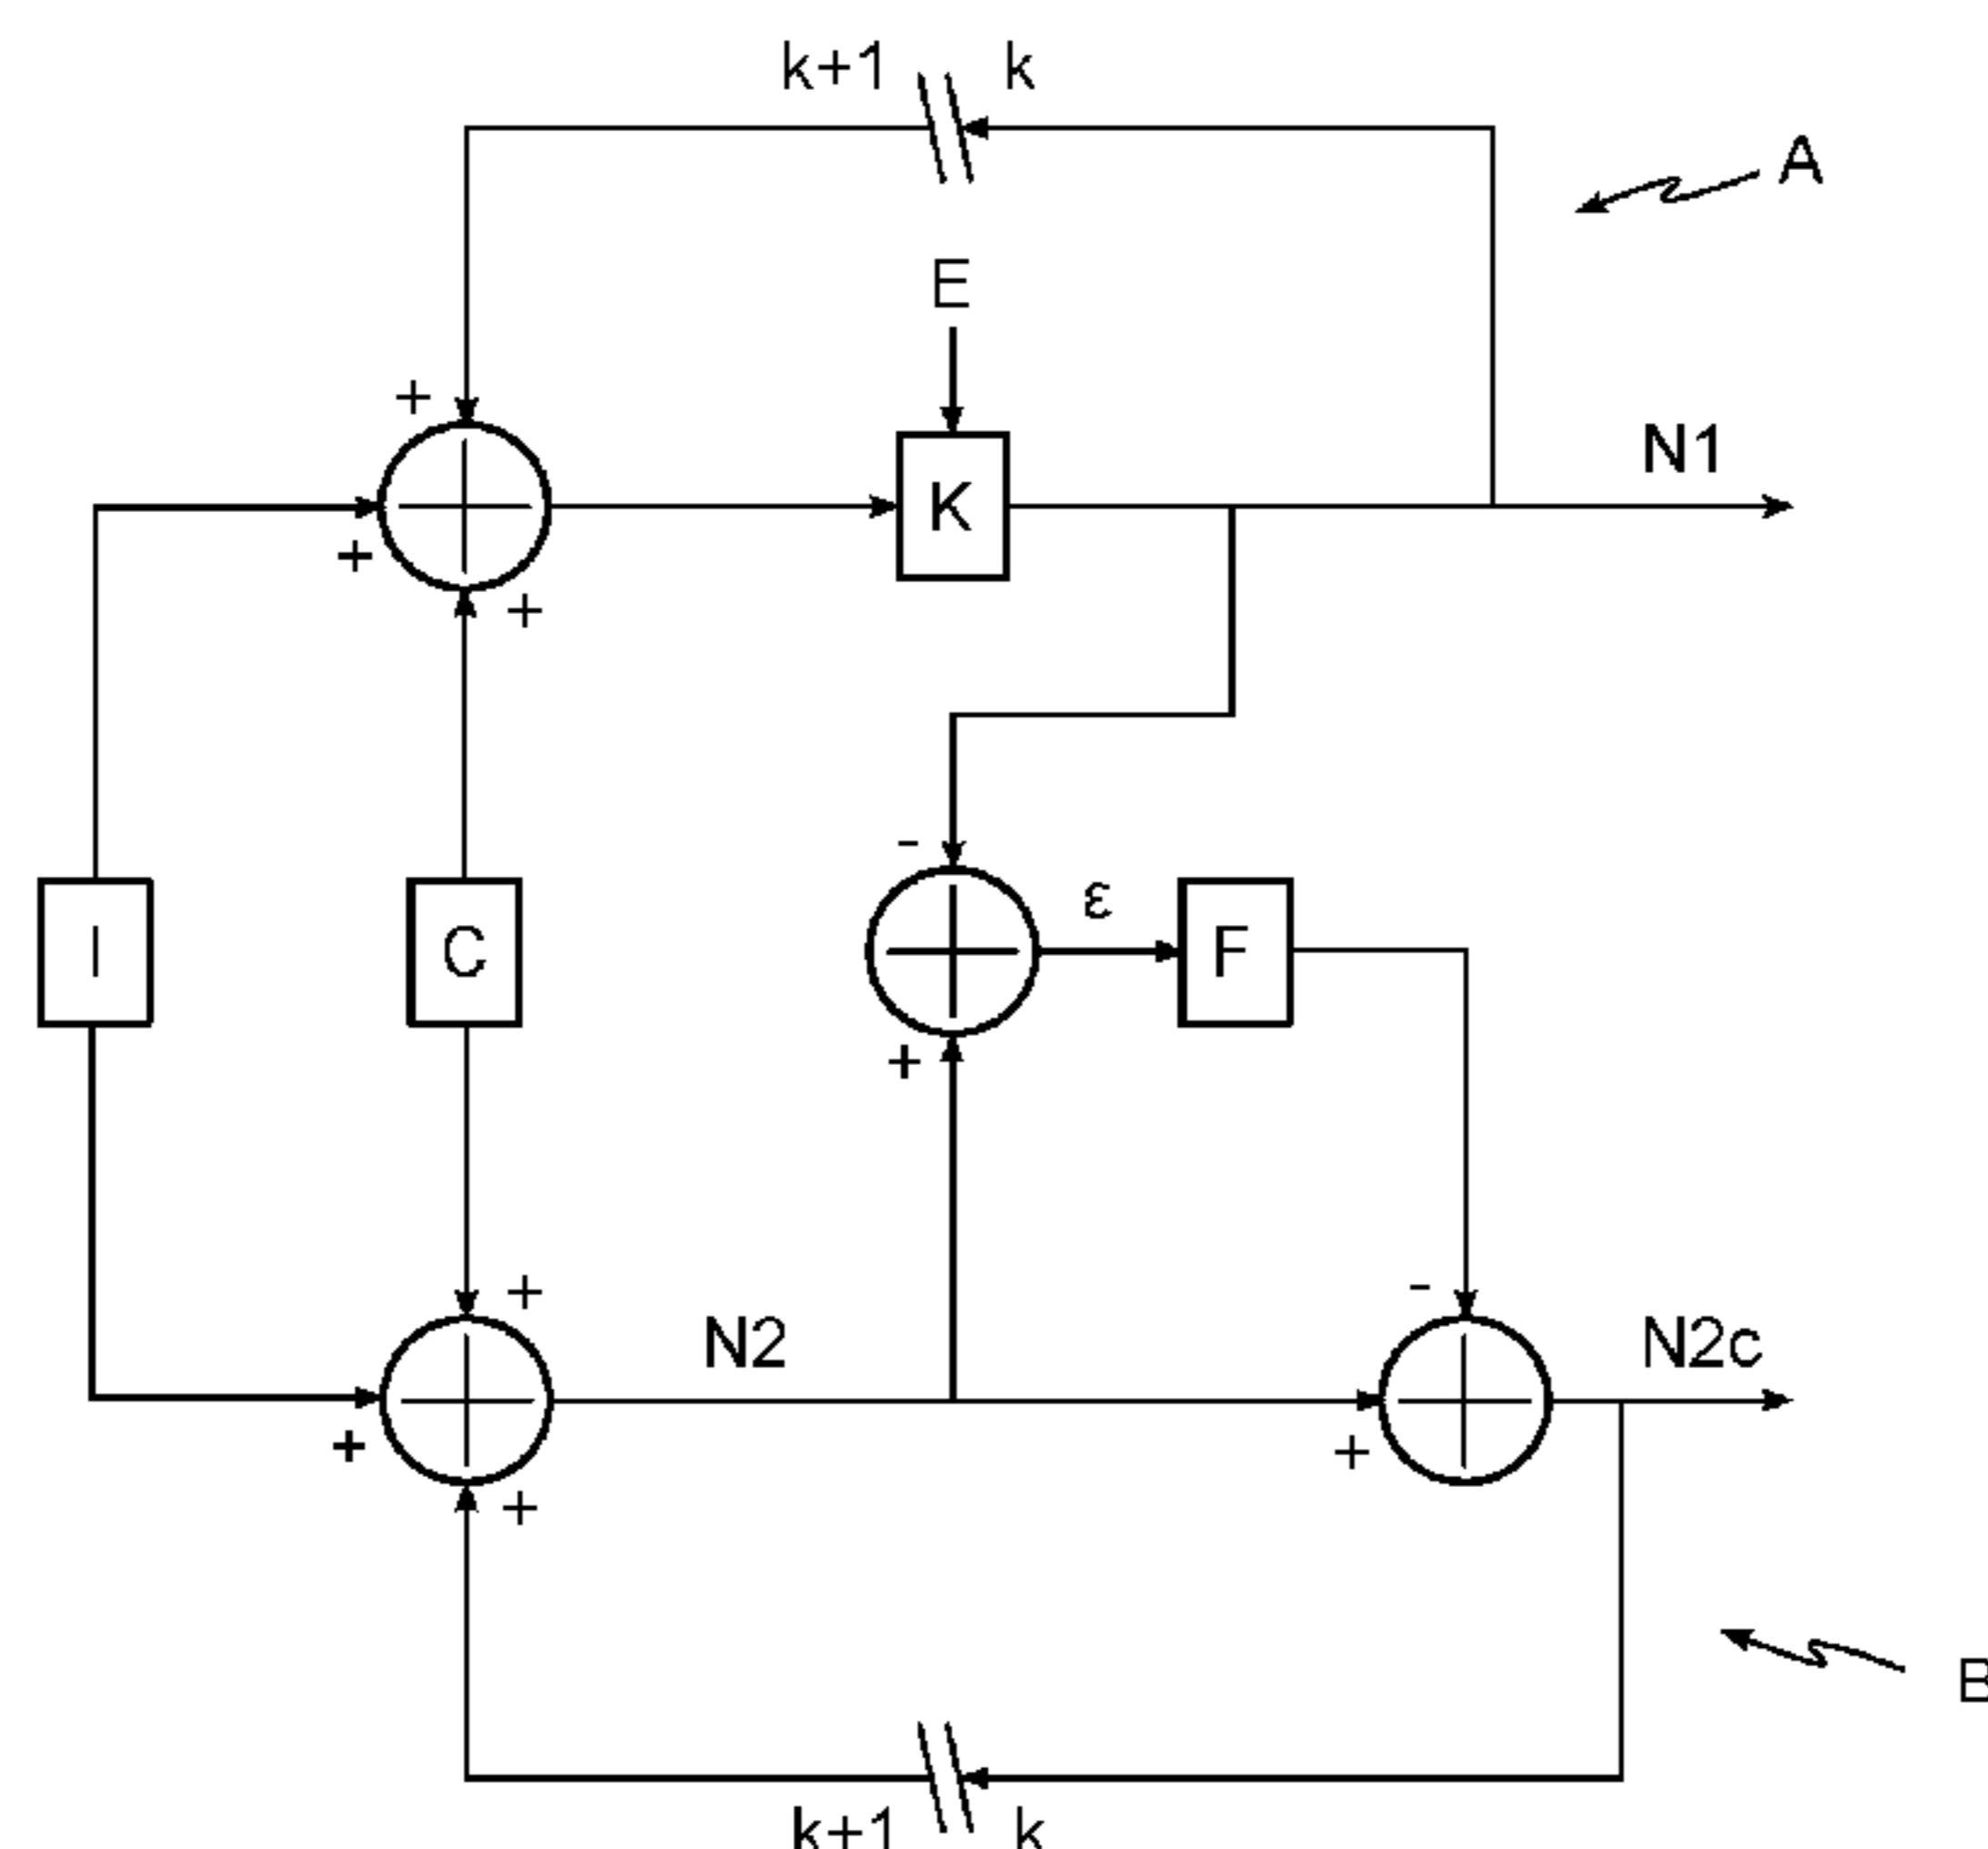 k+1 k
A
E
+
N1
K
+
+
-
ε
I
C
F
+
+
-
N2
N2c
+
+
+
B
k+1 k